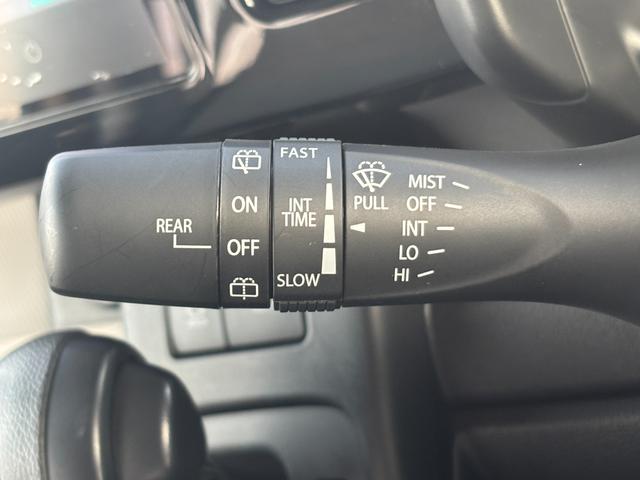 REAR
ON
OFF
FAST
INT
TIME
SLOW
PULL
MIST
OFF
INT
LO
HI